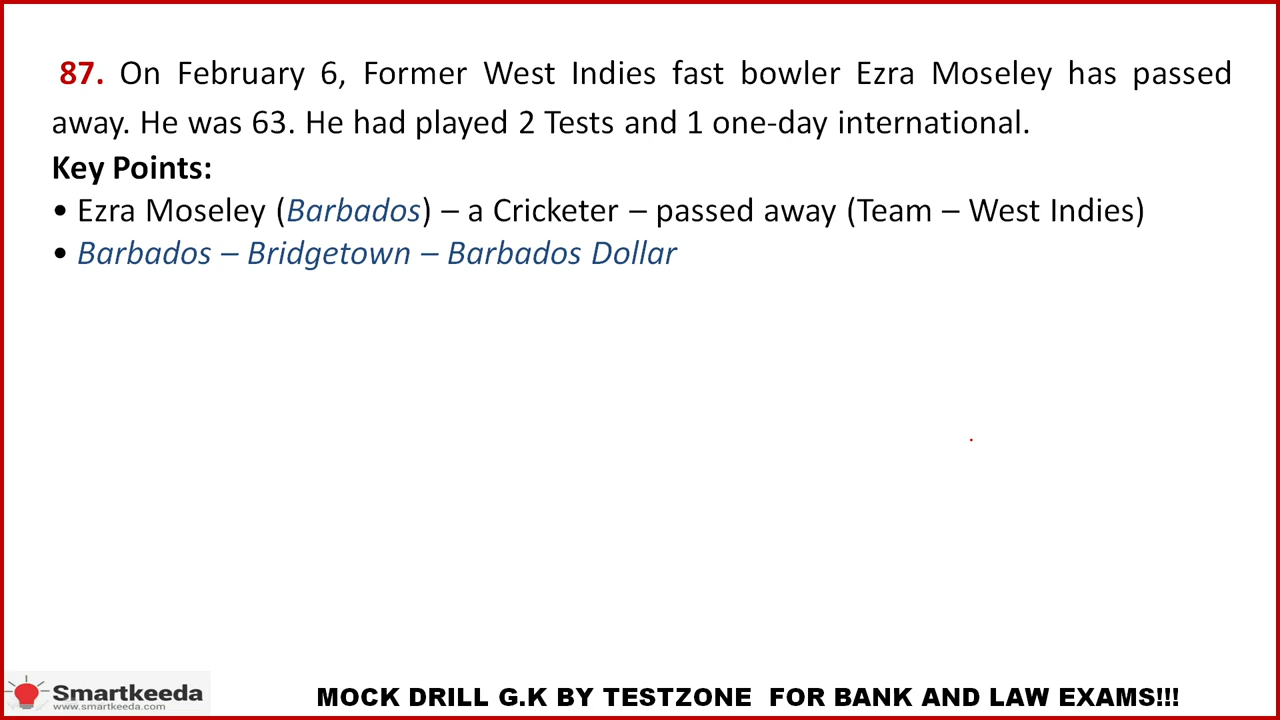 87. On February 6, Former West Indies fast bowler Ezra Moseley has passed
away. He was 63. He had played 2 Tests and 1 one-day international.
Key Points:
• Ezra Moseley (Barbados) – a Cricketer – passed away (Team – West Indies)
• Barbados – Bridgetown – Barbados Dollar
Smartkeeda
www.smartkeeda.com
MOCK DRILL G.K BY TESTZONE FOR BANK AND LAW EXAMS!!!